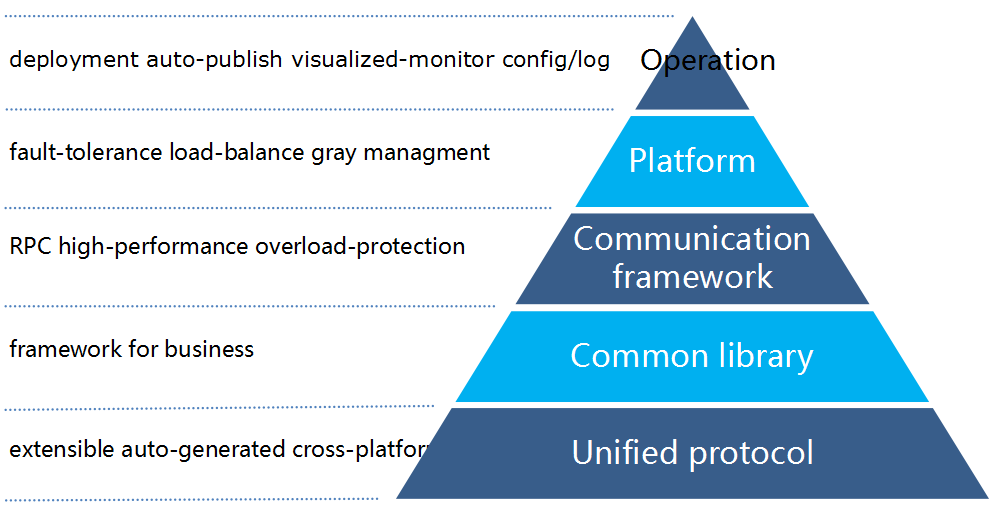 deployment auto-publish visualized-monitor config/log
Operation
fault-tolerance load-balance gray managment
Platform
RPC high-performance overload-protection
Communication
framework
framework for business
Common library
extensible auto-generated cross-platfor
Unified protocol